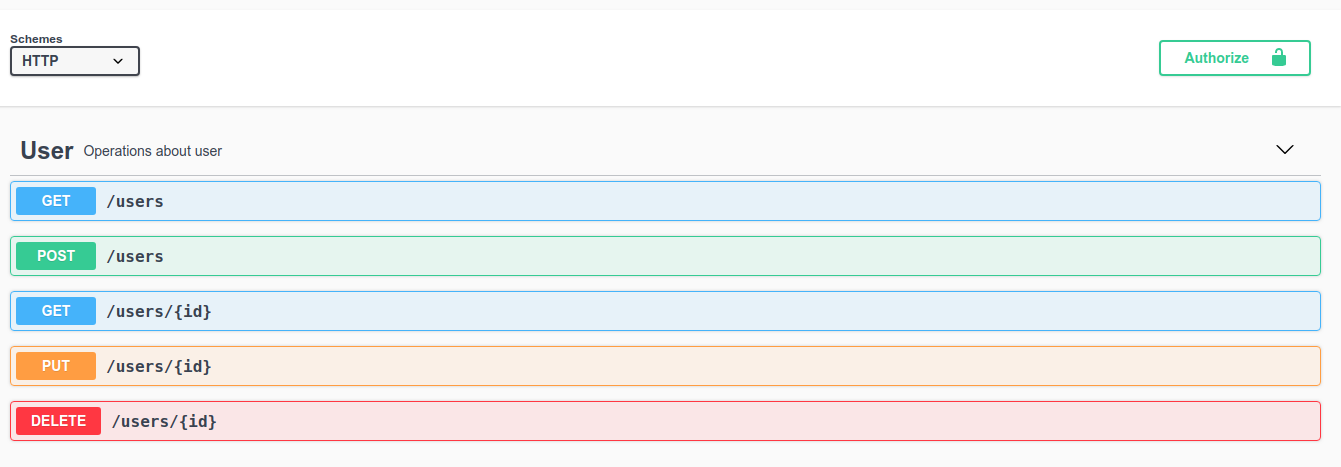 Schemes
HTTP
Authorize
User Operations about user
GET /users
POST /users
GET /users/{id}
PUT /users/{id}
DELETE /users/{id}